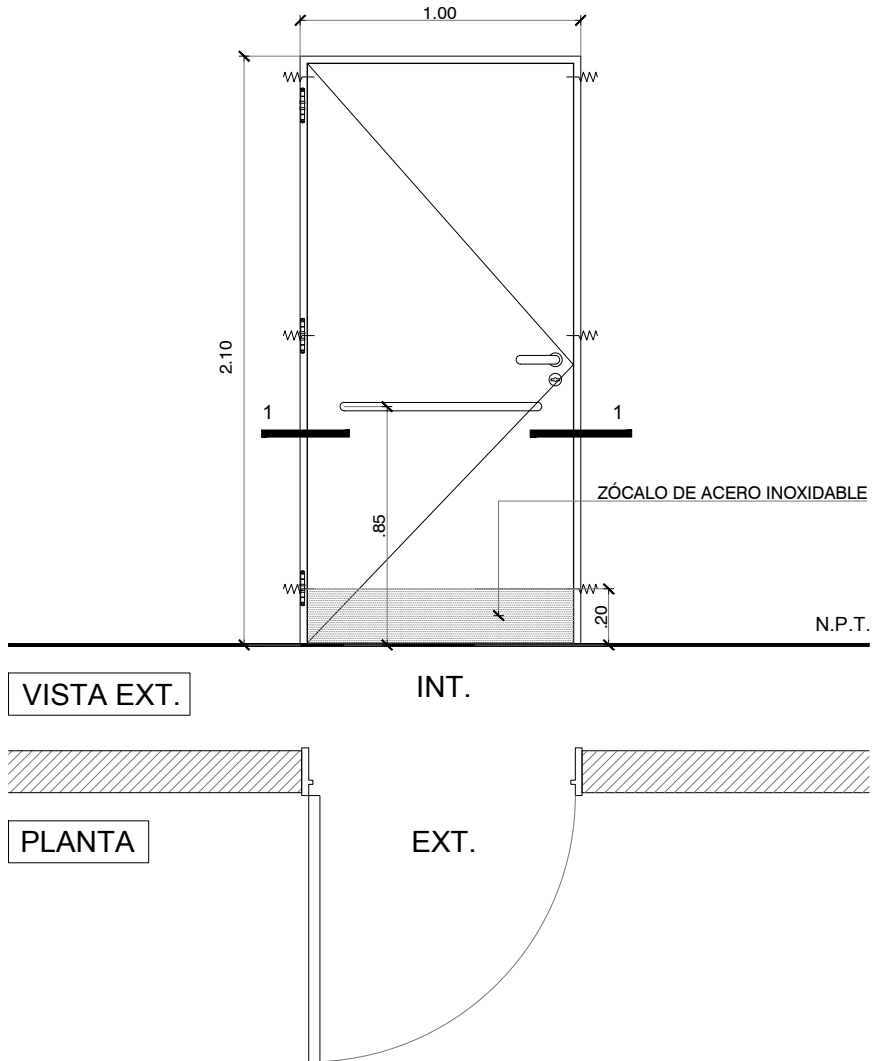 1.00
2.10
1
1
.85
ZÓCALO DE ACERO INOXIDABLE
.20
N.P.T.
VISTA EXT.
INT.
PLANTA
EXT.